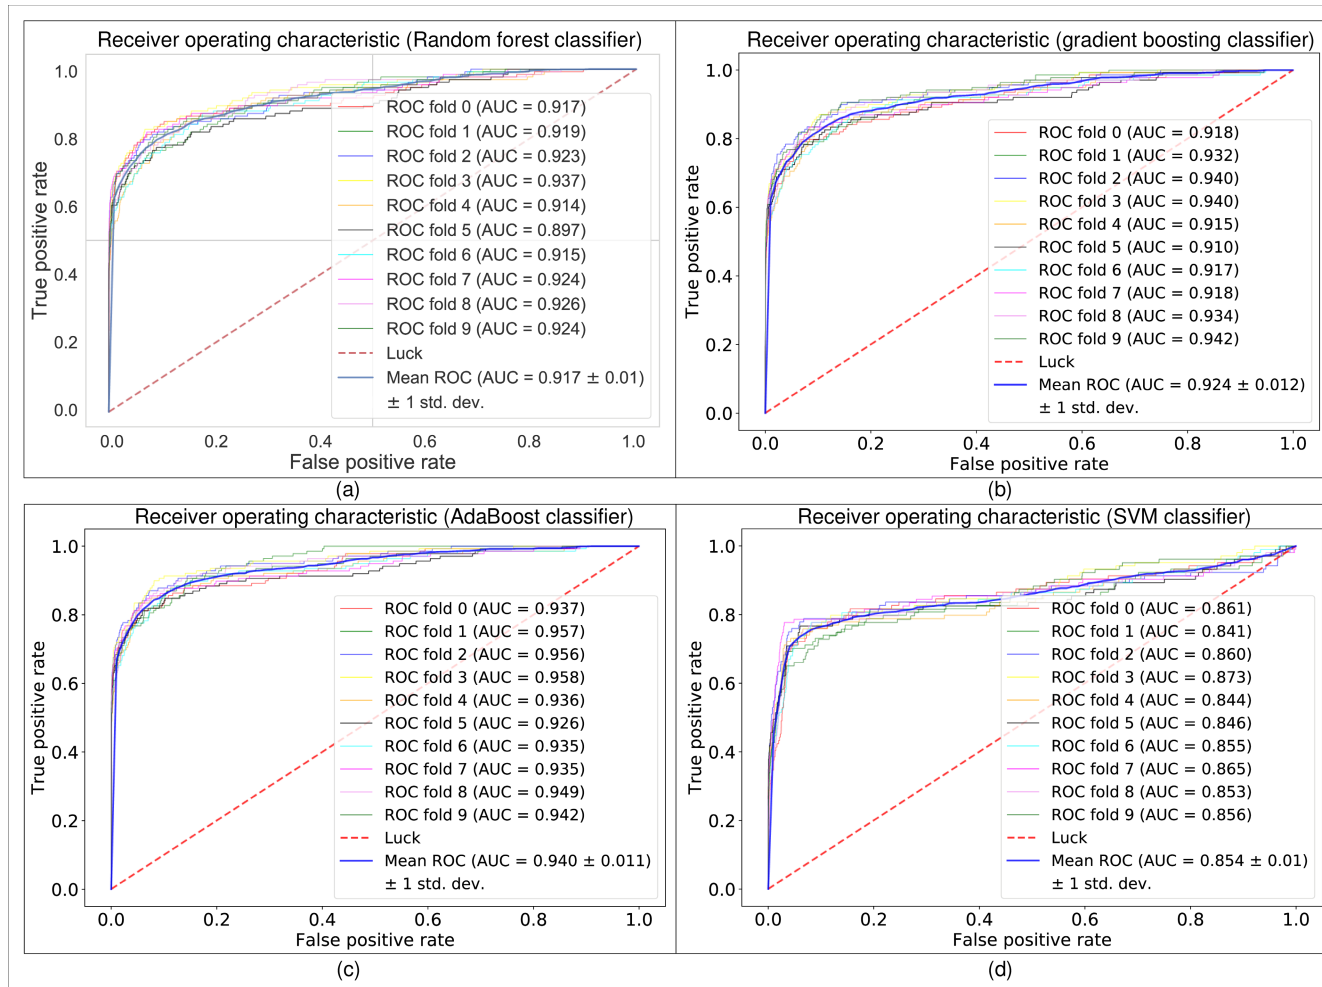 Receiver operating characteristic (Random forest classifier)
1.0
0.8
0.6
0.4
0.2
0.0
True positive rate
ROC fold 0 (AUC = 0.917)
ROC fold 1 (AUC = 0.919)
ROC fold 2 (AUC = 0.923)
ROC fold 3 (AUC = 0.937)
ROC fold 4 (AUC = 0.914)
ROC fold 5 (AUC = 0.897)
ROC fold 6 (AUC = 0.915)
ROC fold 7 (AUC = 0.924)
ROC fold 8 (AUC = 0.926)
ROC fold 9 (AUC = 0.924)
Luck
Mean ROC (AUC = 0.917 ± 0.01)
± 1 std. dev.
0.0 0.2 0.4 0.6 0.8 1.0
False positive rate
(a)
Receiver operating characteristic (gradient boosting classifier)
1.0
0.8
0.6
0.4
0.2
0.0
True positive rate
ROC fold 0 (AUC = 0.918)
ROC fold 1 (AUC = 0.932)
ROC fold 2 (AUC = 0.940)
ROC fold 3 (AUC = 0.940)
ROC fold 4 (AUC = 0.915)
ROC fold 5 (AUC = 0.910)
ROC fold 6 (AUC = 0.917)
ROC fold 7 (AUC = 0.918)
ROC fold 8 (AUC = 0.934)
ROC fold 9 (AUC = 0.942)
Luck
Mean ROC (AUC = 0.924 ± 0.012)
± 1 std. dev.
0.0 0.2 0.4 0.6 0.8 1.0
False positive rate
(b)
Receiver operating characteristic (AdaBoost classifier)
1.0
0.8
0.6
0.4
0.2
0.0
True positive rate
ROC fold 0 (AUC = 0.937)
ROC fold 1 (AUC = 0.957)
ROC fold 2 (AUC = 0.956)
ROC fold 3 (AUC = 0.958)
ROC fold 4 (AUC = 0.936)
ROC fold 5 (AUC = 0.926)
ROC fold 6 (AUC = 0.935)
ROC fold 7 (AUC = 0.935)
ROC fold 8 (AUC = 0.949)
ROC fold 9 (AUC = 0.942)
Luck
Mean ROC (AUC = 0.940 ± 0.011)
± 1 std. dev.
0.0 0.2 0.4 0.6 0.8 1.0
False positive rate
(c)
Receiver operating characteristic (SVM classifier)
1.0
0.8
0.6
0.4
0.2
0.0
True positive rate
ROC fold 0 (AUC = 0.861)
ROC fold 1 (AUC = 0.841)
ROC fold 2 (AUC = 0.860)
ROC fold 3 (AUC = 0.873)
ROC fold 4 (AUC = 0.844)
ROC fold 5 (AUC = 0.846)
ROC fold 6 (AUC = 0.855)
ROC fold 7 (AUC = 0.865)
ROC fold 8 (AUC = 0.853)
ROC fold 9 (AUC = 0.856)
Luck
Mean ROC (AUC = 0.854 ± 0.01)
± 1 std. dev.
0.0 0.2 0.4 0.6 0.8 1.0
False positive rate
(d)